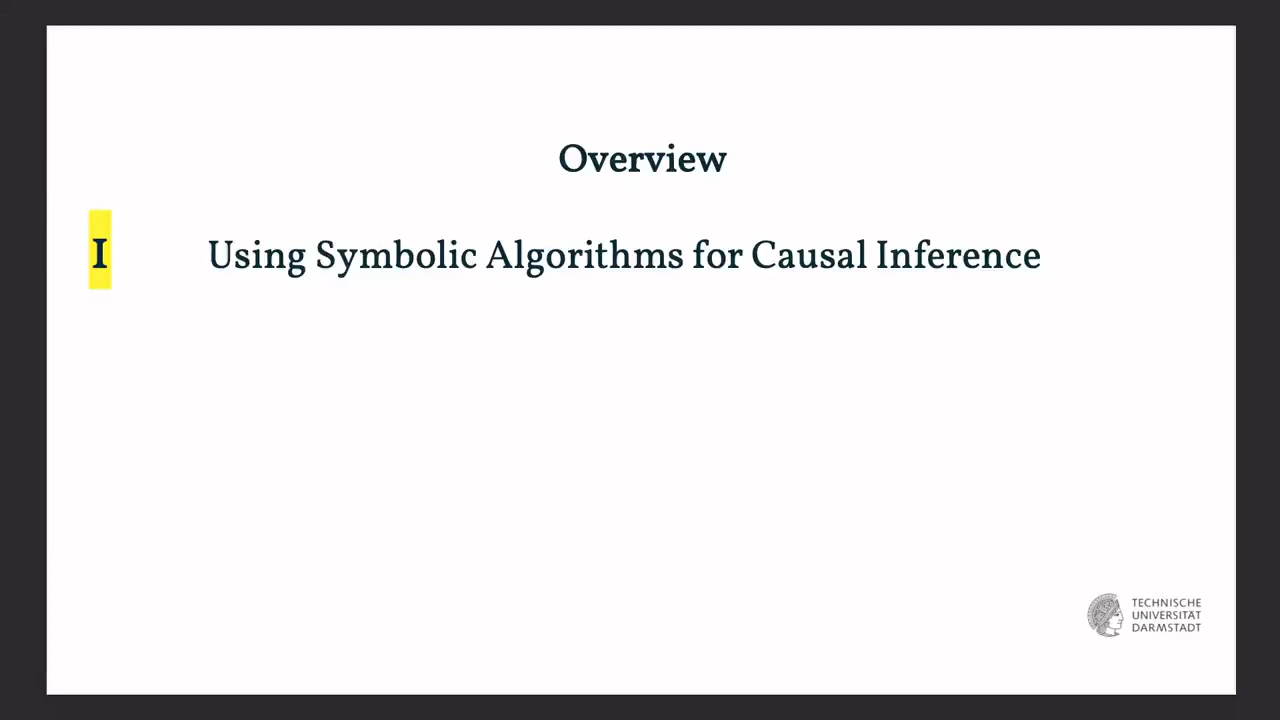 Overview
I Using Symbolic Algorithms for Causal Inference
TECHNISCHE
UNIVERSITÄT
DARMSTADT